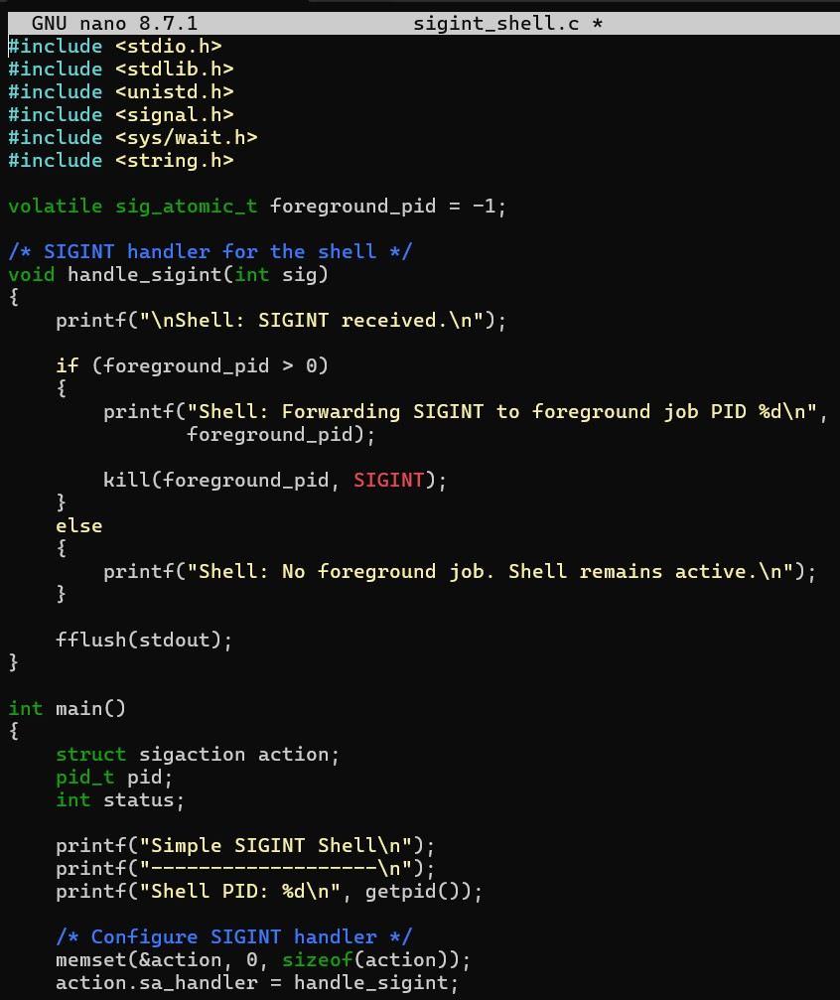 GNU nano 8.7.1 sigint_shell.c *
#include <stdio.h>
#include <stdlib.h>
#include <unistd.h>
#include <signal.h>
#include <sys/wait.h>
#include <string.h>

volatile sig_atomic_t foreground_pid = -1;

/* SIGINT handler for the shell */
void handle_sigint(int sig)
{
    printf("\nShell: SIGINT received.\n");

    if (foreground_pid > 0)
    {
        printf("Shell: Forwarding SIGINT to foreground job PID %d\n",
               foreground_pid);

        kill(foreground_pid, SIGINT);
    }
    else
    {
        printf("Shell: No foreground job. Shell remains active.\n");
    }

    fflush(stdout);
}

int main()
{
    struct sigaction action;
    pid_t pid;
    int status;

    printf("Simple SIGINT Shell\n");
    printf("-------------------\n");
    printf("Shell PID: %d\n", getpid());

    /* Configure SIGINT handler */
    memset(&action, 0, sizeof(action));
    action.sa_handler = handle_sigint;